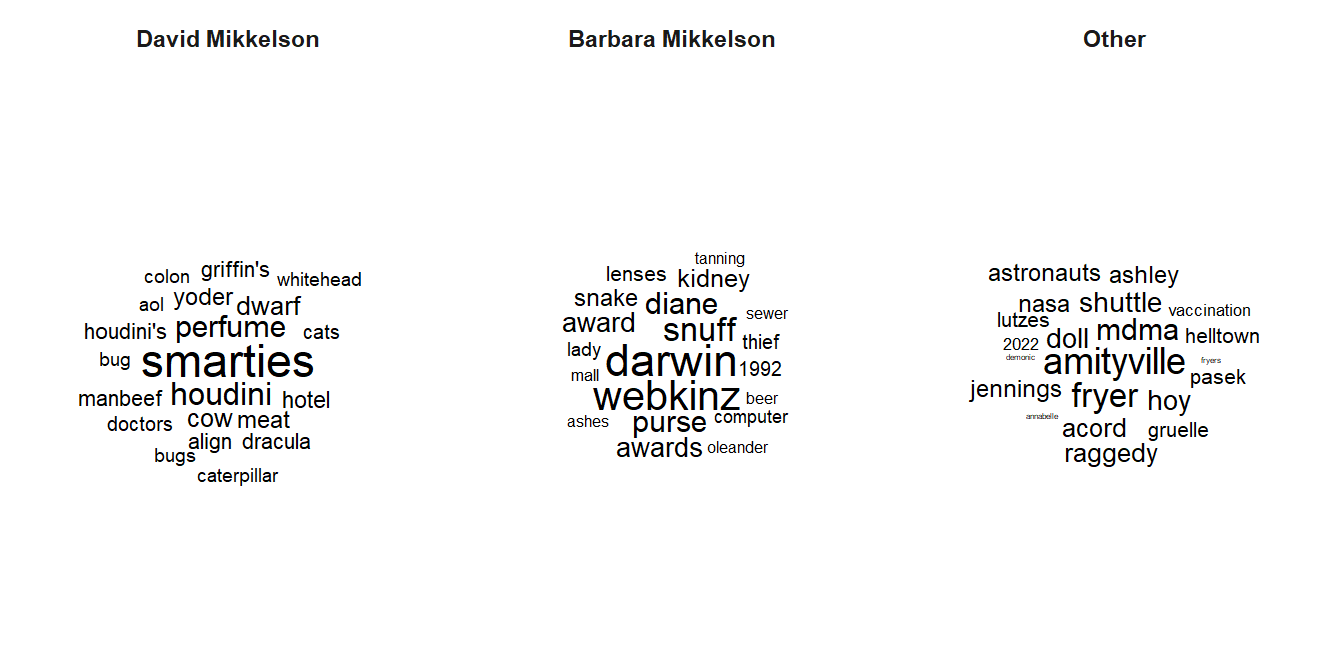 David Mikkelson
Barbara Mikkelson
Other
colon griffin's whitehead
aol yoder dwarf
houdini's perfume cats
bug smarties
manbeef houdini hotel
doctors cow meat
align dracula
bugs
caterpillar
tanning
lenses kidney
snake diane
award snuff sewer
lady darwin thief
mall 1992
webkinz beer
ashes purse computer
awards oleander
astronauts ashley
nasa shuttle vaccination
lutzes
2022 doll mdma helltown
demonic amityville fryers
jennings fryer pasek
hoy
annabelle
acord gruelle
raggedy